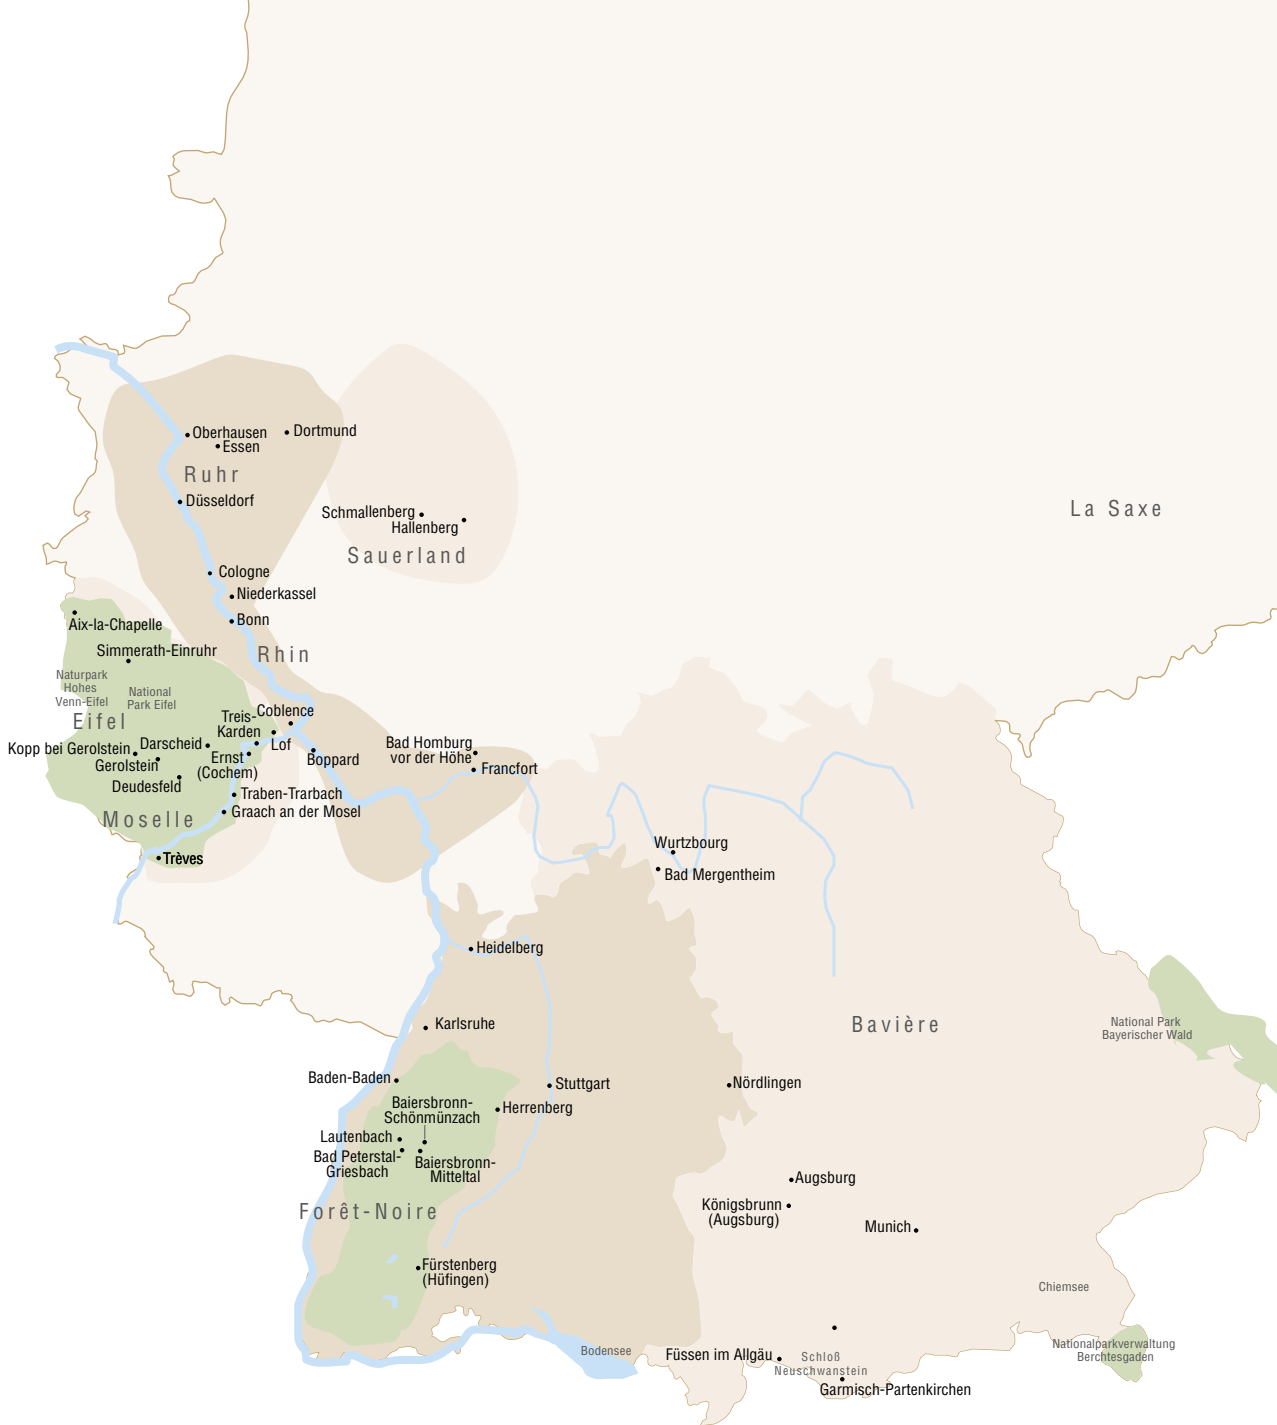 Oberhausen
Dortmund
Essen
Ruhr
Düsseldorf
Schmallenberg
Hallenberg
La Saxe
Sauerland
Cologne
Niederkassel
Bonn
Aix-la-Chapelle
Simmerath-Einruhr
Rhin
Naturpark
Hohes
Venn-Eifel
National
Park Eifel
Eifel
Coblence
Treis-
Karden
Lof
Kopp bei Gerolstein
Darscheid
Gerolstein
Ernst
(Cochem)
Boppard
Deudesfeld
Bad Homburg
vor der Höhe
Francfort
Traben-Trarbach
Graach an der Mosel
Moselle
Trèves
Wurtzbourg
Bad Mergentheim
Heidelberg
Karlsruhe
Bavière
National Park
Bayerischer Wald
Baden-Baden
Stuttgart
Nördlingen
Baiersbronn-
Schönmünzach
Herrenberg
Lautenbach
Bad Peterstal-
Griesbach
Baiersbronn-
Mitteltal
Augsburg
Forêt-Noire
Königsbrunn
(Augsburg)
Munich
Fürstenberg
(Hüfingen)
Chiemsee
Bodensee
Füssen im Allgäu
Schloß
Neuschwanstein
Nationalparkverwaltung
Berchtesgaden
Garmisch-Partenkirchen